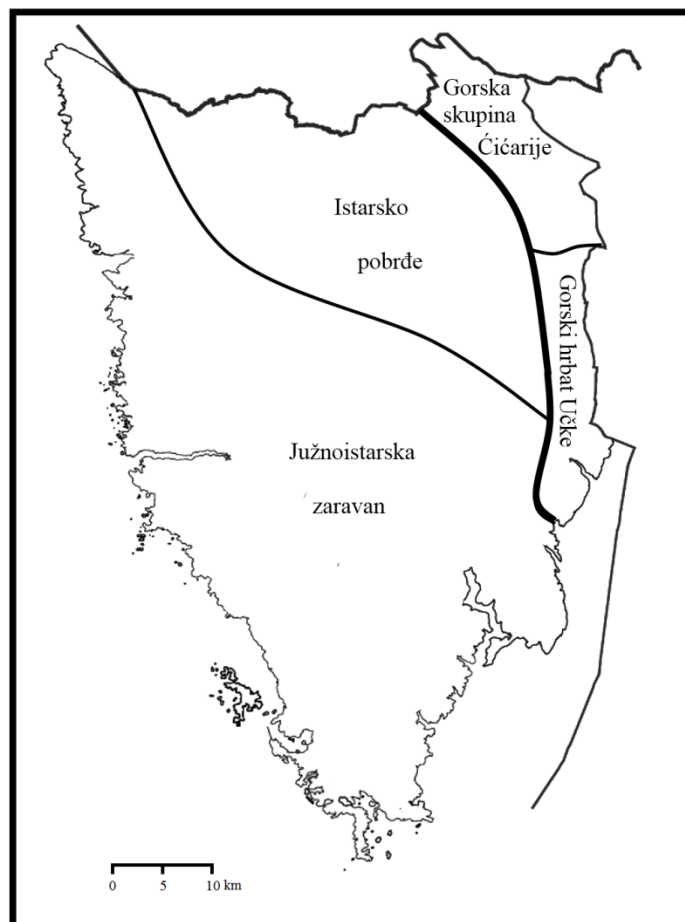 Gorska
skupina
Ćićarije
Istarsko
pobrđe
Gorski hrbat Učke
Južnoistarska
zaravan
0 5 10 km